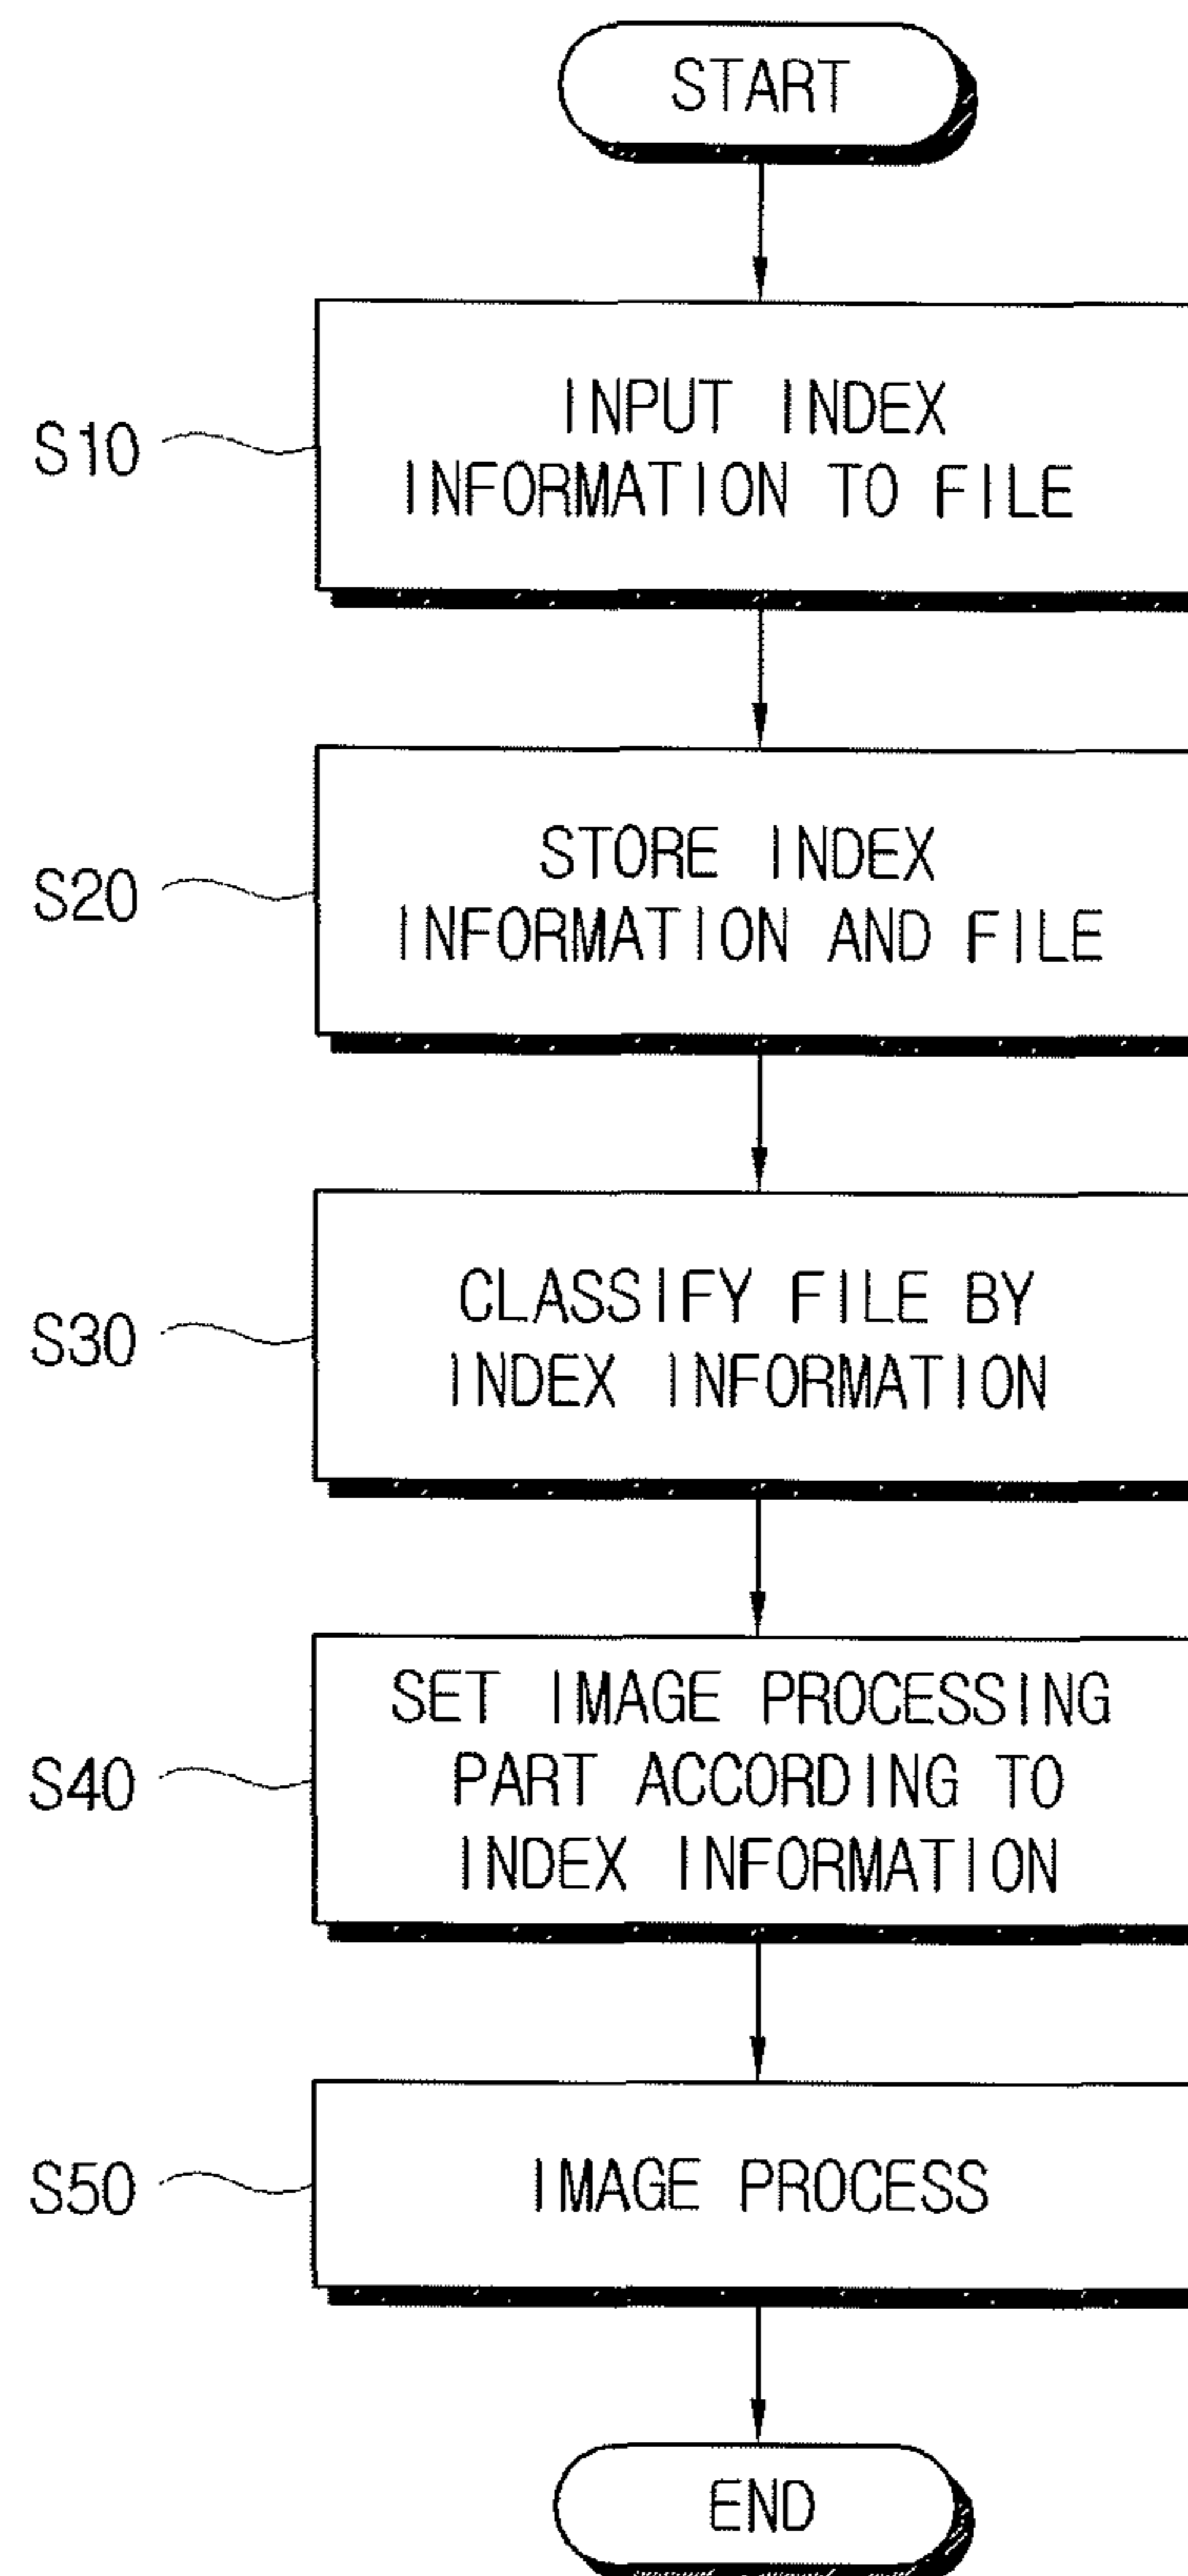 START
S10
INPUT INDEX
INFORMATION TO FILE
S20
STORE INDEX
INFORMATION AND FILE
S30
CLASSIFY FILE BY
INDEX INFORMATION
S40
SET IMAGE PROCESSING
PART ACCORDING TO
INDEX INFORMATION
S50
IMAGE PROCESS
END